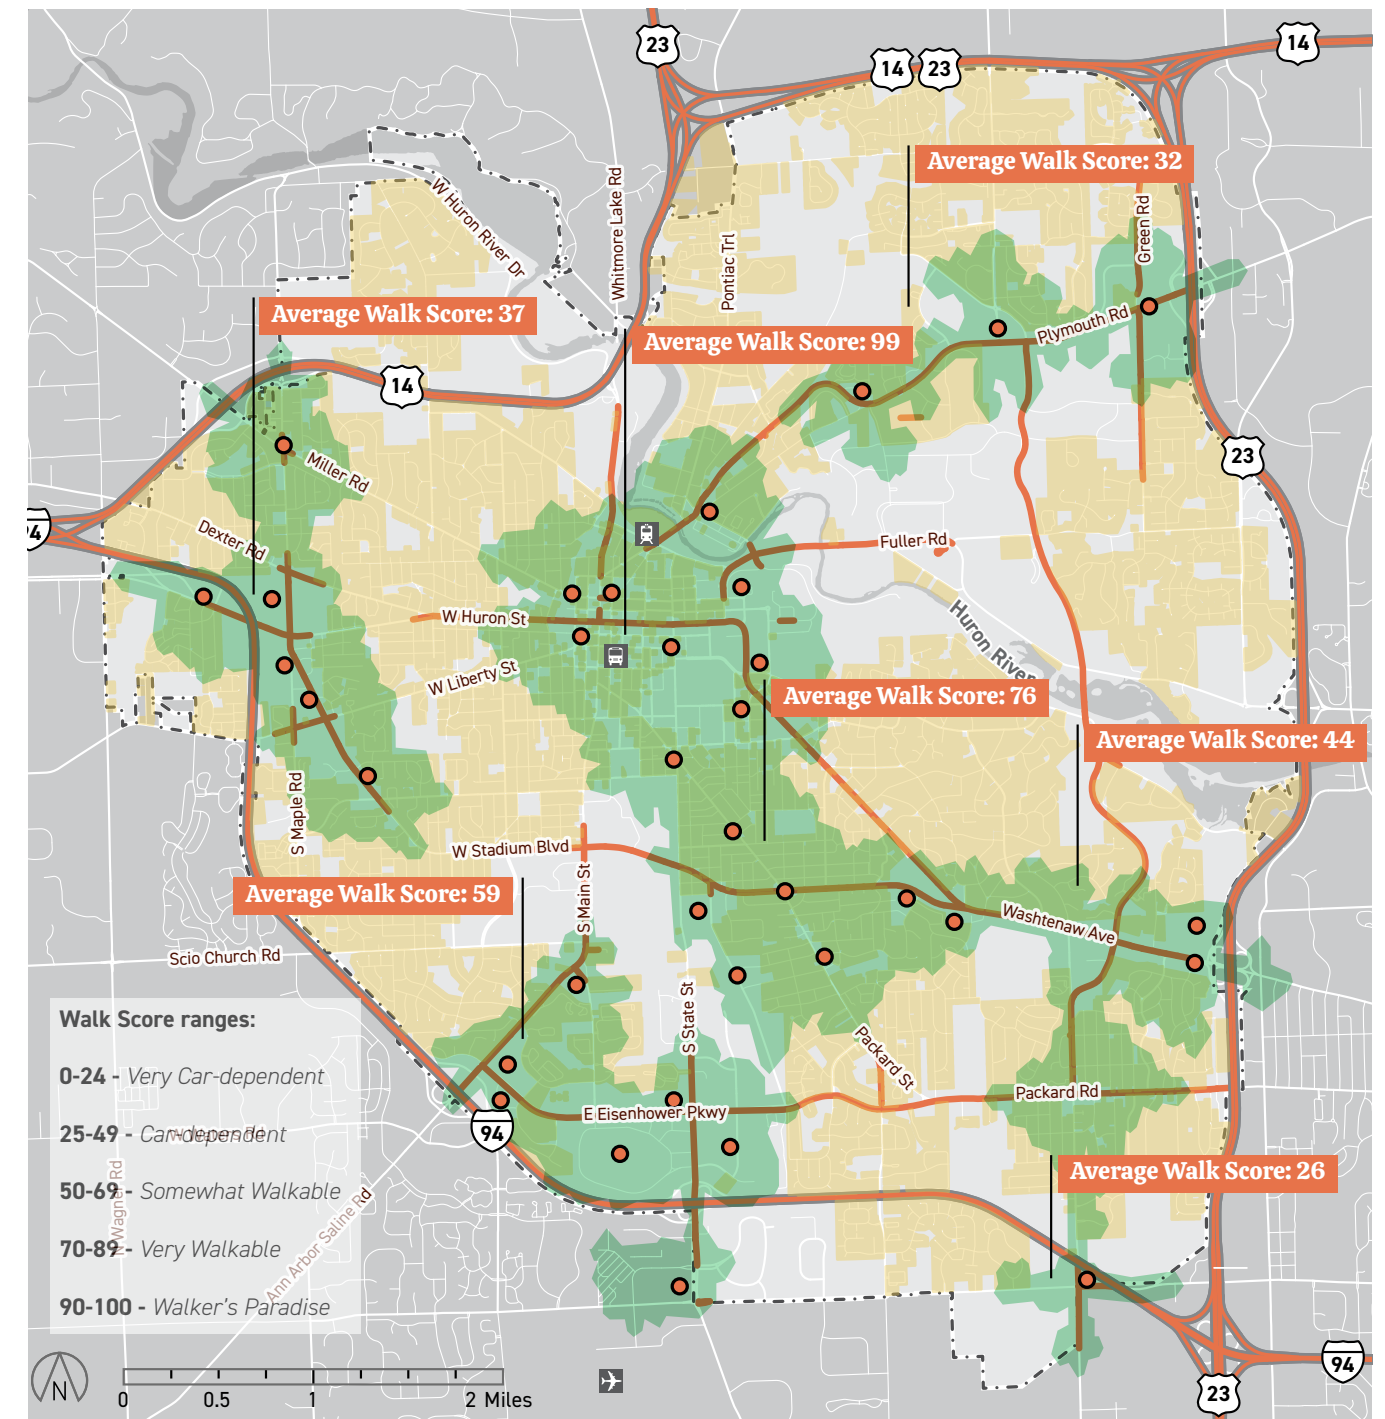 23
14
14
23
Average Walk Score: 32
Whitmore Lake Rd
W Huron River Dr
Green Rd
Pontiac Trl
Average Walk Score: 37
Plymouth Rd
Average Walk Score: 99
14
Miller Rd
23
94
Dexter Rd
Fuller Rd
W Huron St
Huron River
W Liberty St
Average Walk Score: 76
Average Walk Score: 44
S Maple Rd
W Stadium Blvd
Average Walk Score: 59
S Main St
Washtenaw Ave
Scio Church Rd
S State St
Walk Score ranges:
0-24 - Very Car-dependent
25-49 - Car-dependent
50-69 - Somewhat Walkable
70-89 - Very Walkable
90-100 - Walker's Paradise
N Wagner Rd
Ann Arbor Saline Rd
Packard St
Packard Rd
E Eisenhower Pkwy
94
Average Walk Score: 26
94
23
N
0 0.5 1 2 Miles